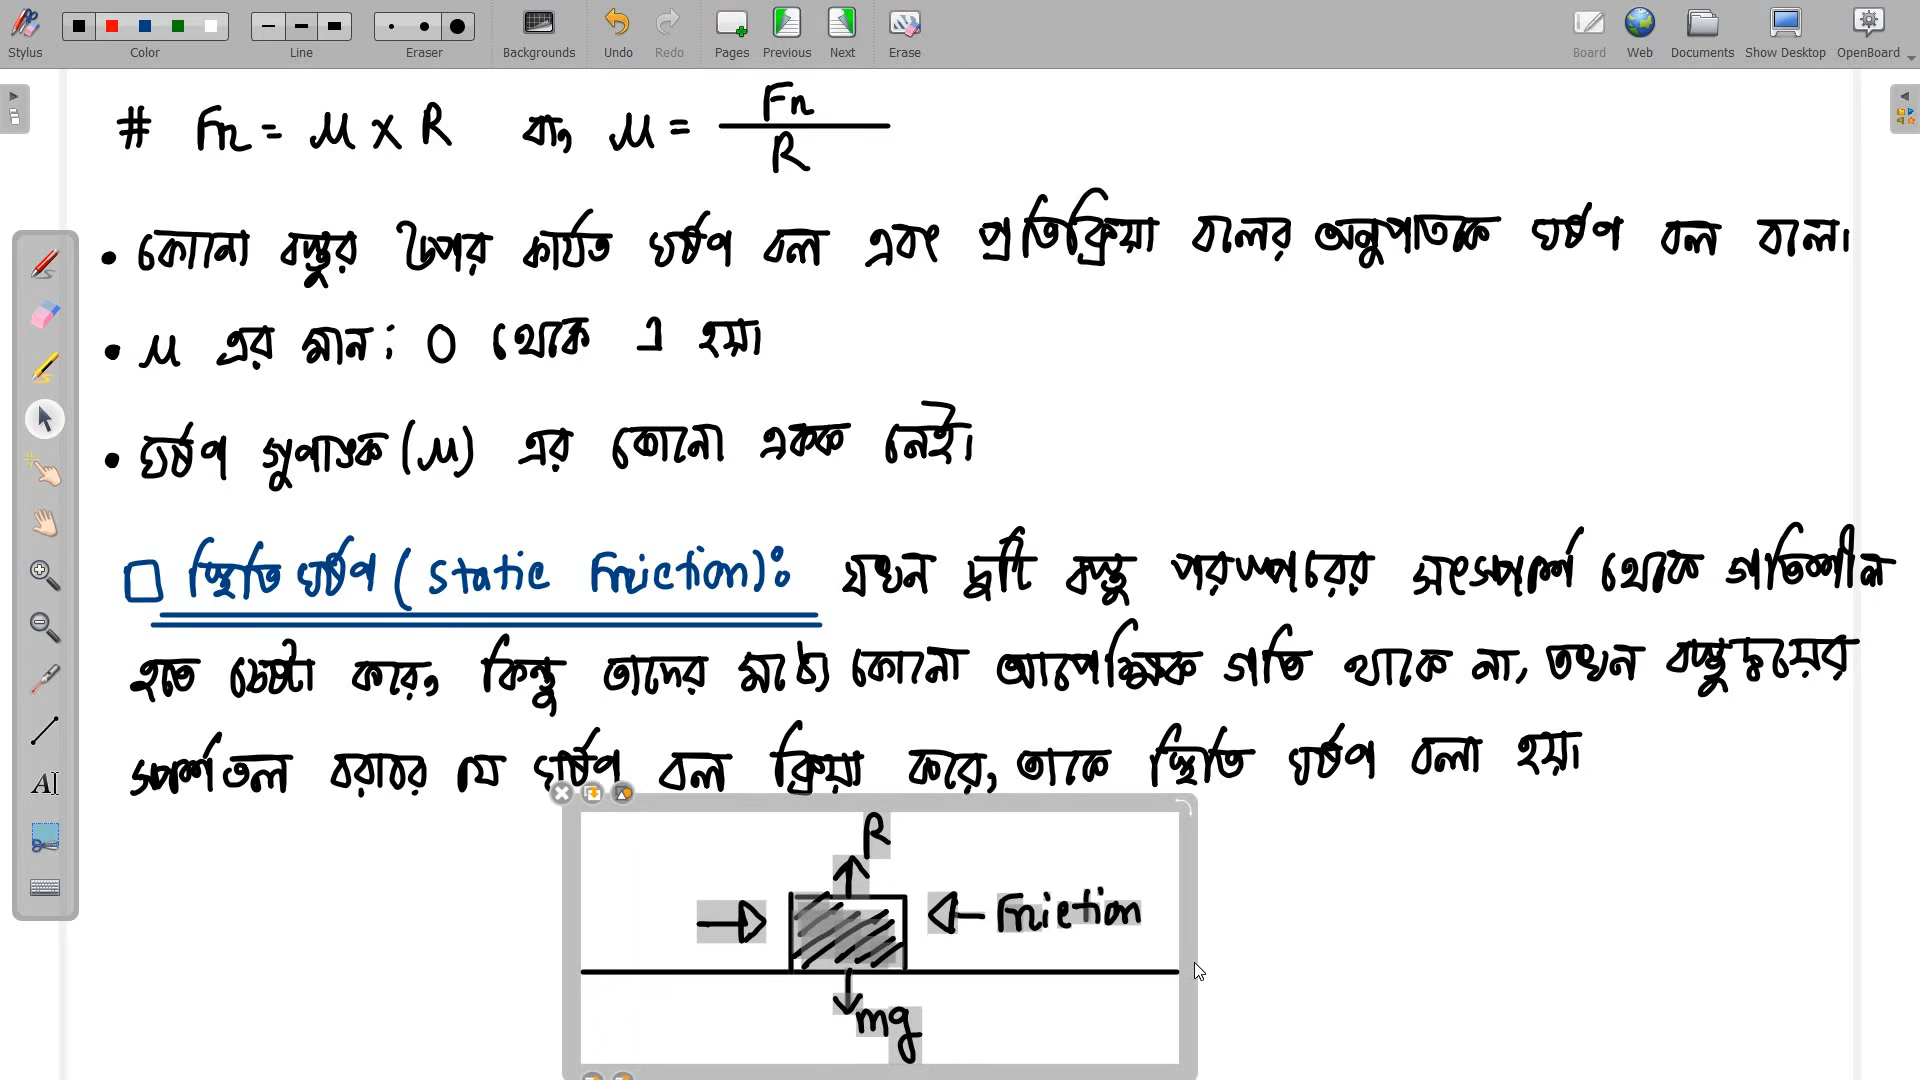 Stylus Color Line Eraser Backgrounds Undo Redo Pages Previous Next Erase Board Web Documents Show Desktop OpenBoard
# Fr = μ x R বা, μ = Fr / R
• কোনো বস্তুর উপর কার্যত ঘর্ষণ বল এবং প্রতিক্রিয়া বলের অনুপাতকে ঘর্ষণ বল বলে।
• μ এর মান : 0 থেকে 1 হয়।
• ঘর্ষণ গুণাঙ্ক (μ) এর কোনো একক নেই।
□ স্থিতি ঘর্ষণ ( Static Friction): যখন দুটি বস্তু পরস্পরের সংস্পর্শে থেকে গতিশীল
হতে চেষ্টা করে, কিন্তু তাদের মধ্যে কোনো আপেক্ষিক গতি থাকে না, তখন বস্তুদ্বয়ের
স্পর্শতল বরাবর যে ঘর্ষণ বল ক্রিয়া করে, তাকে স্থিতি ঘর্ষণ বলা হয়।
R
Friction
mg
AI